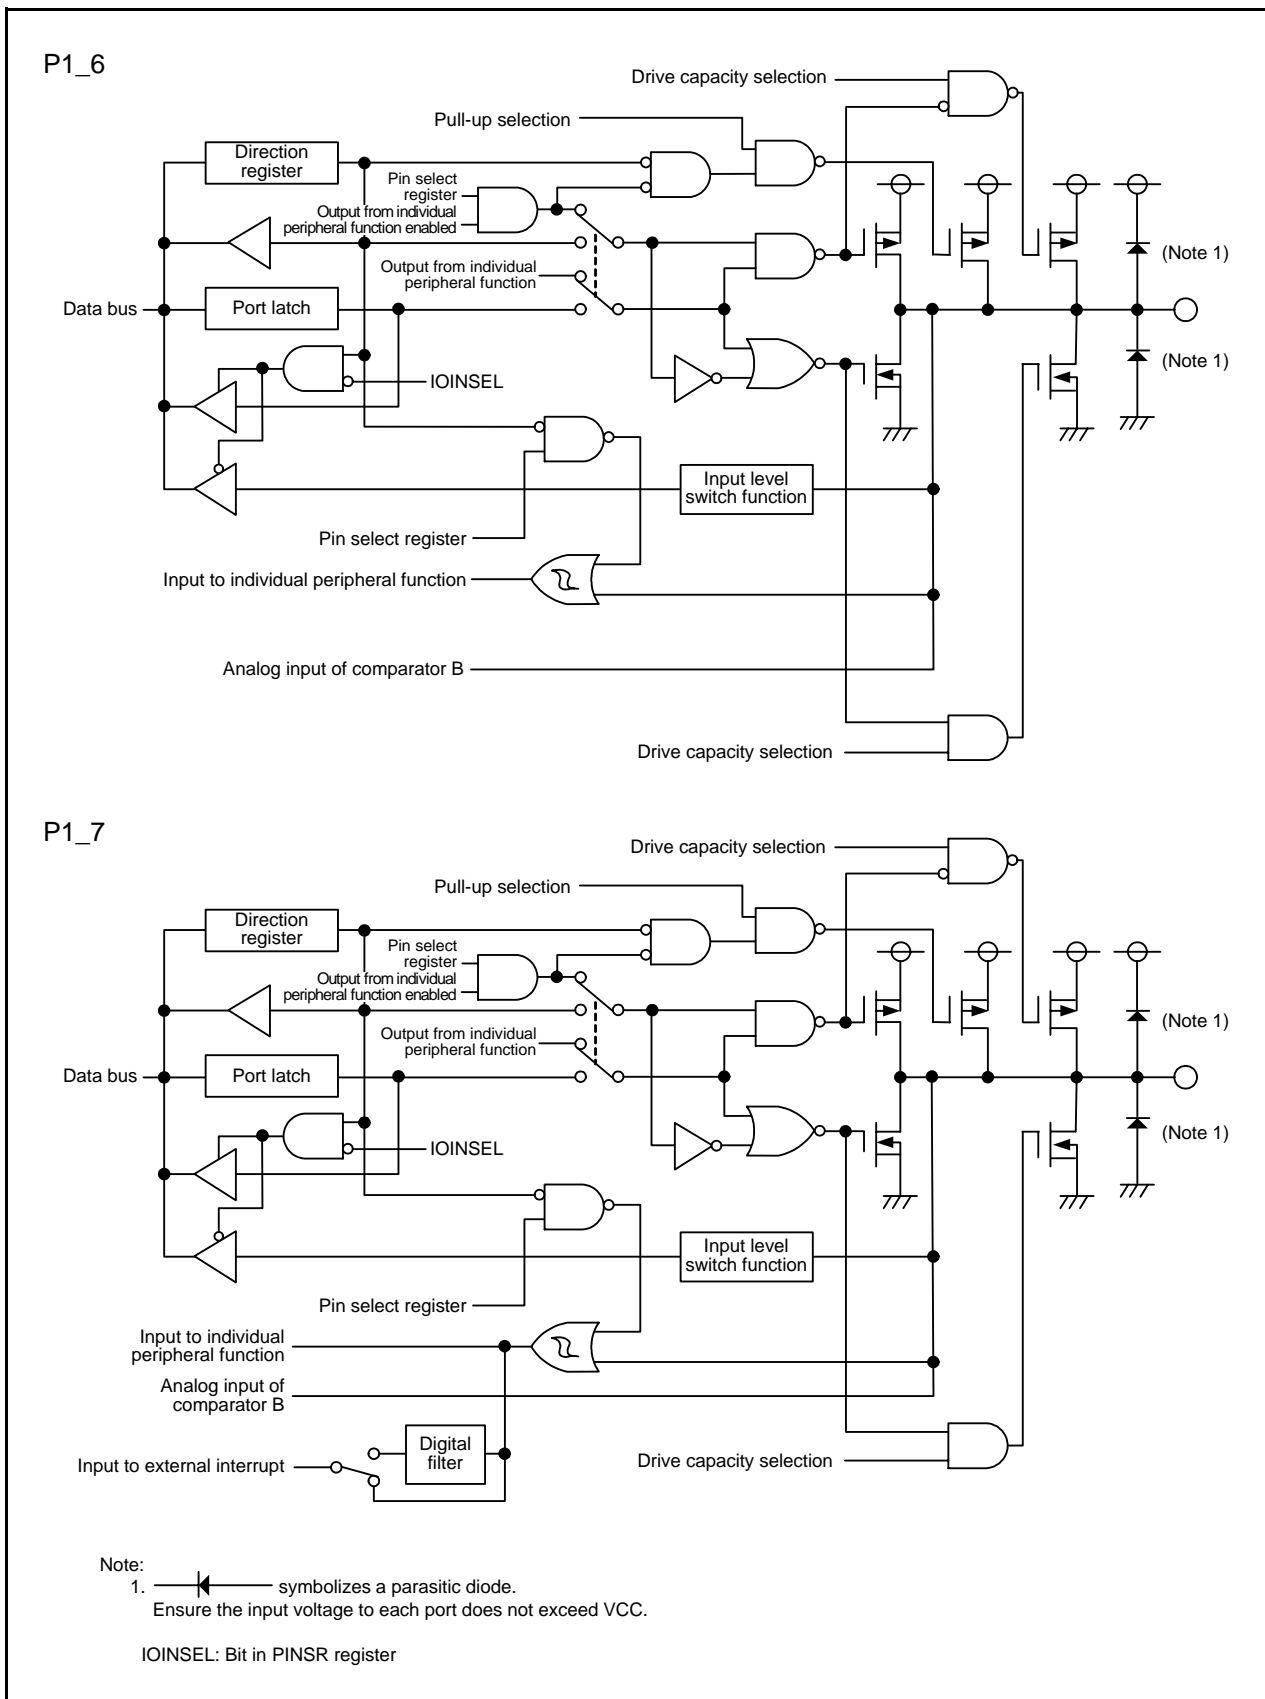 P1_6
Drive capacity selection
Pull-up selection
Direction
register
Pin select
register
Output from individual
peripheral function enabled
(Note 1)
Output from individual
peripheral function
Data bus
Port latch
(Note 1)
IOINSEL
Input level
switch function
Pin select register
Input to individual peripheral function
Analog input of comparator B
Drive capacity selection
P1_7
Drive capacity selection
Pull-up selection
Direction
register
Pin select
register
Output from individual
peripheral function enabled
(Note 1)
Output from individual
peripheral function
Data bus
Port latch
(Note 1)
IOINSEL
Input level
switch function
Pin select register
Input to individual
peripheral function
Analog input of
comparator B
Digital
filter
Input to external interrupt
Drive capacity selection
Note:
1. symbolizes a parasitic diode.
Ensure the input voltage to each port does not exceed VCC.
IOINSEL: Bit in PINSR register